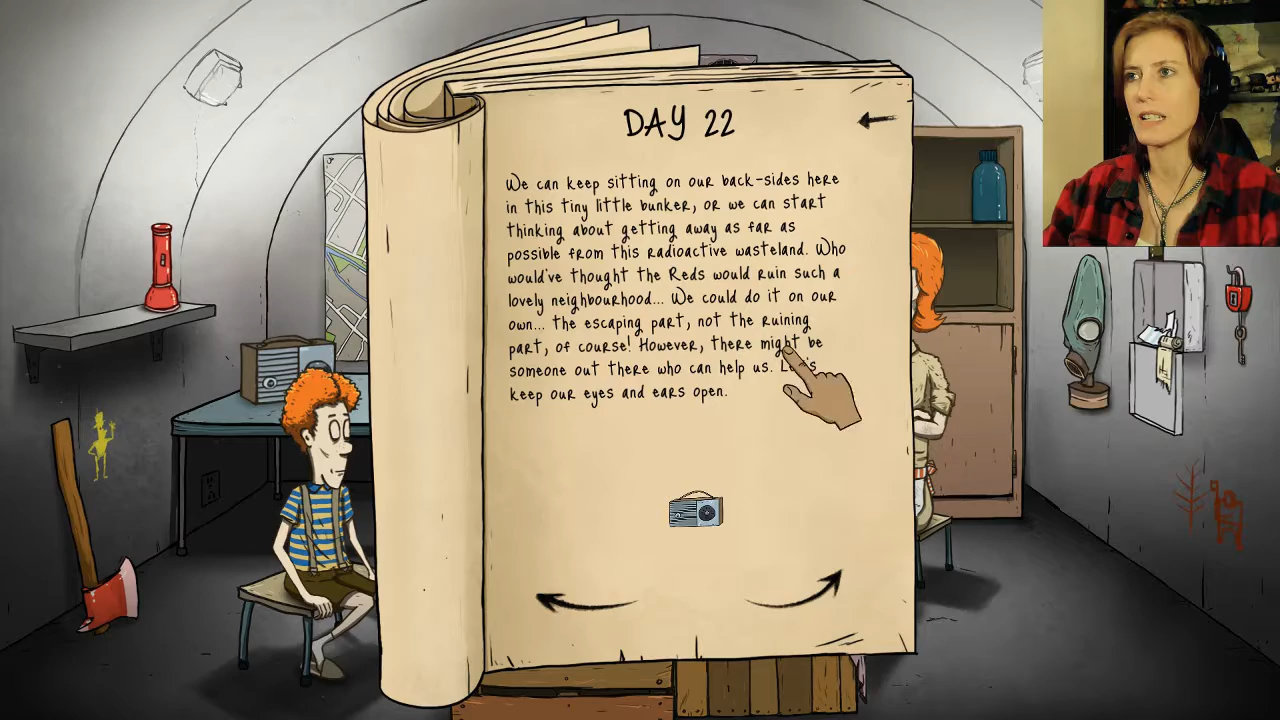 DAY 22
We can keep sitting on our back-sides here
in this tiny little bunker, or we can start
thinking about getting away as far as
possible from this radioactive wasteland. Who
would've thought the Reds would ruin such a
lovely neighbourhood... We could do it on our
own... the escaping part, not the ruining
part, of course! However, there might be
someone out there who can help us.
keep our eyes and ears open.